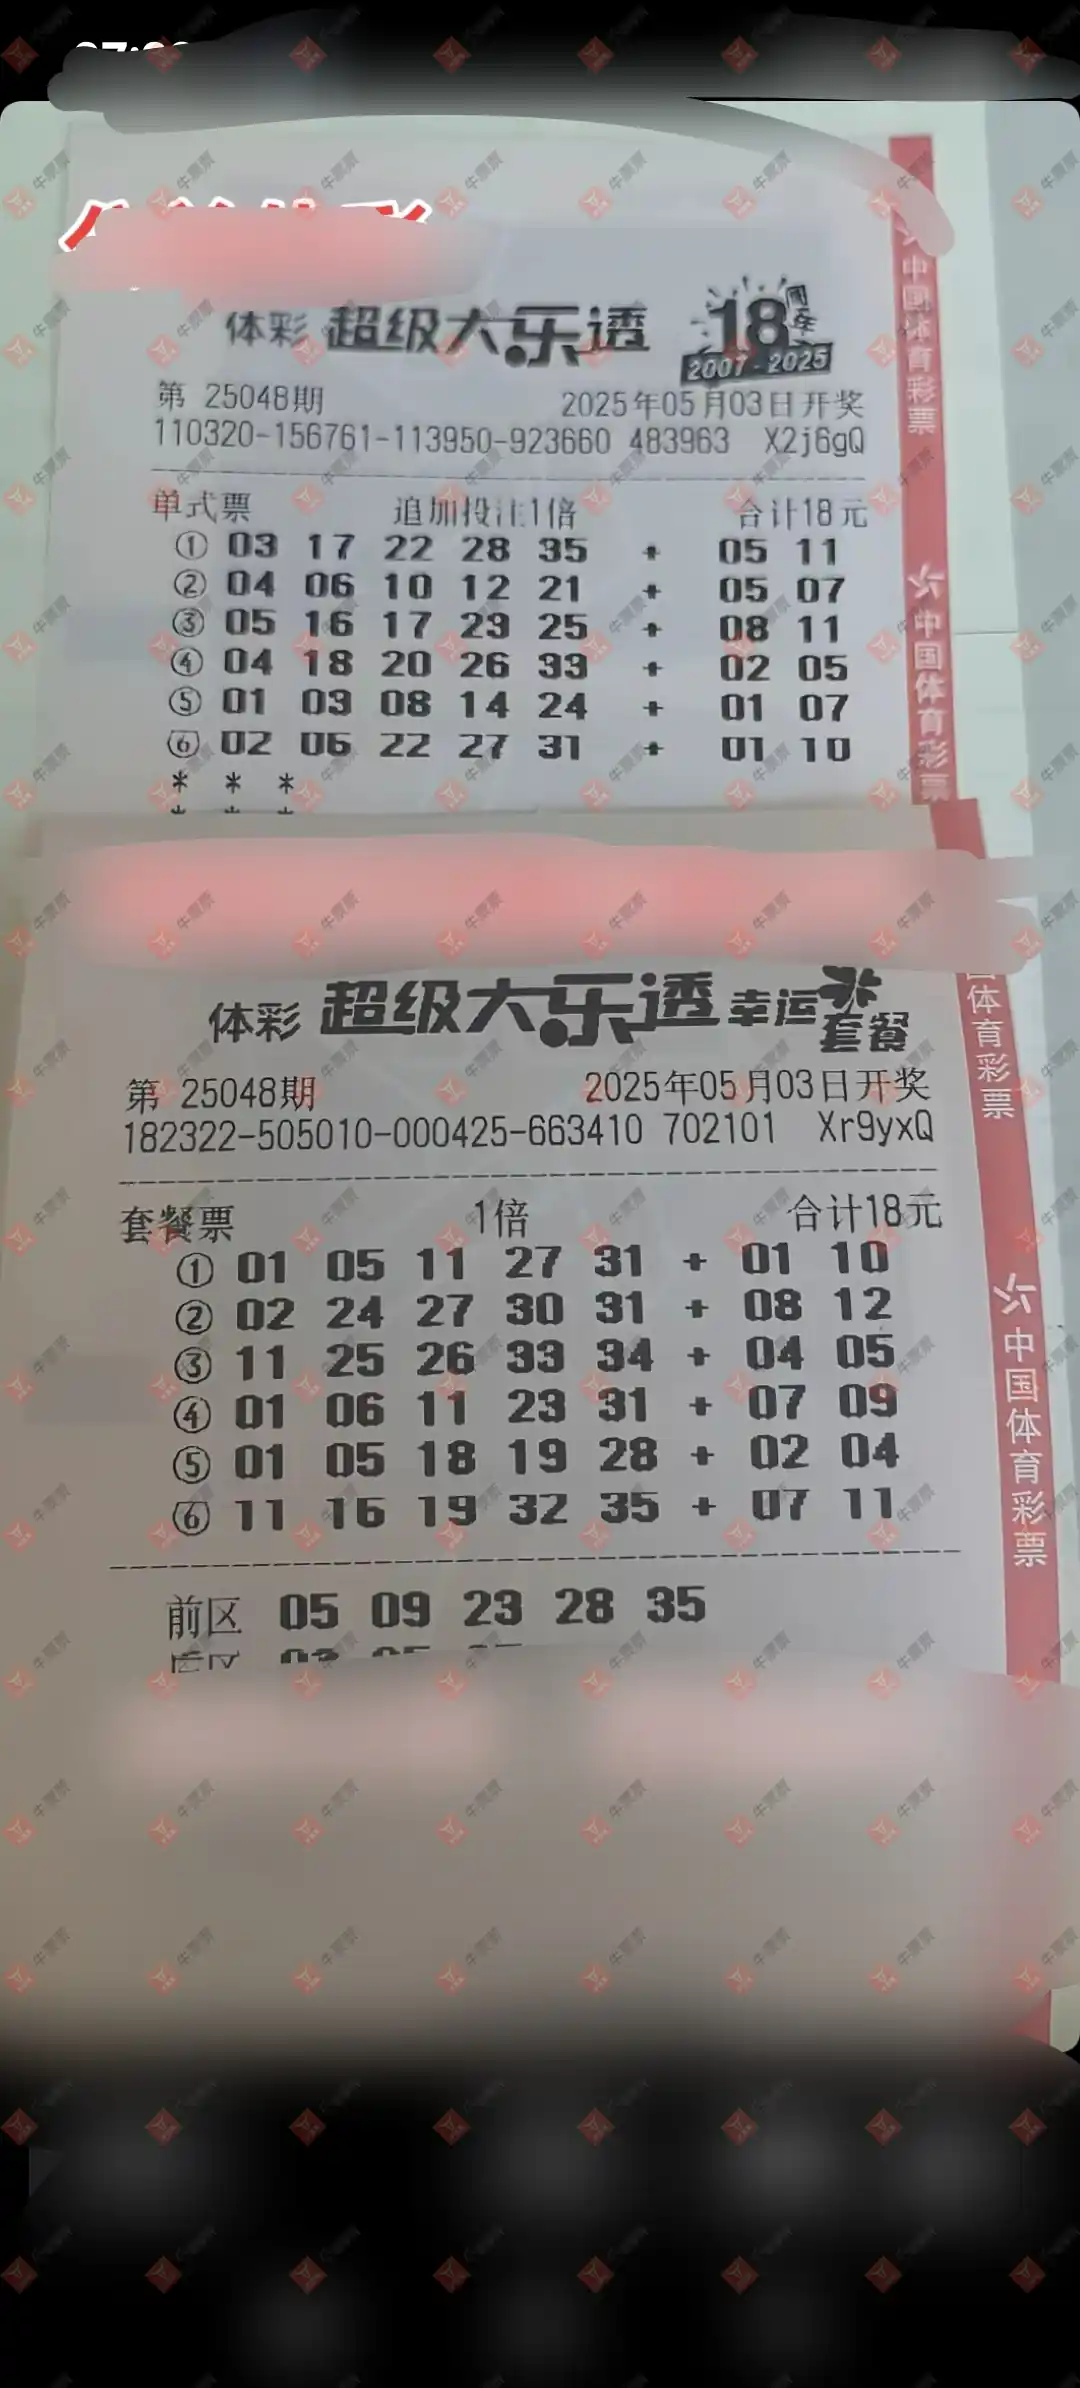 体彩 超级大乐透 18周年
2007-2025
第 25048期 2025年05月03日开奖
110320-156761-113950-923660 483963 X2j6gQ
单式票 追加投注1倍 合计18元
① 03 17 22 28 35 + 05 11
② 04 06 10 12 21 + 05 07
③ 05 16 17 23 25 + 08 11
④ 04 18 20 26 33 + 02 05
⑤ 01 03 08 14 24 + 01 07
⑥ 02 06 22 27 31 + 01 10
* * *
* * *
中国体育彩票
中国体育彩票
体彩 超级大乐透 幸运套餐
第 25048期 2025年05月03日开奖
182322-505010-000425-663410 702101 Xr9yxQ
套餐票 1倍 合计18元
① 01 05 11 27 31 + 01 10
② 02 24 27 30 31 + 08 12
③ 11 25 26 33 34 + 04 05
④ 01 06 11 23 31 + 07 09
⑤ 01 05 18 19 28 + 02 04
⑥ 11 16 19 32 35 + 07 11
前区 05 09 23 28 35
国体育彩票
中国体育彩票
牛票票